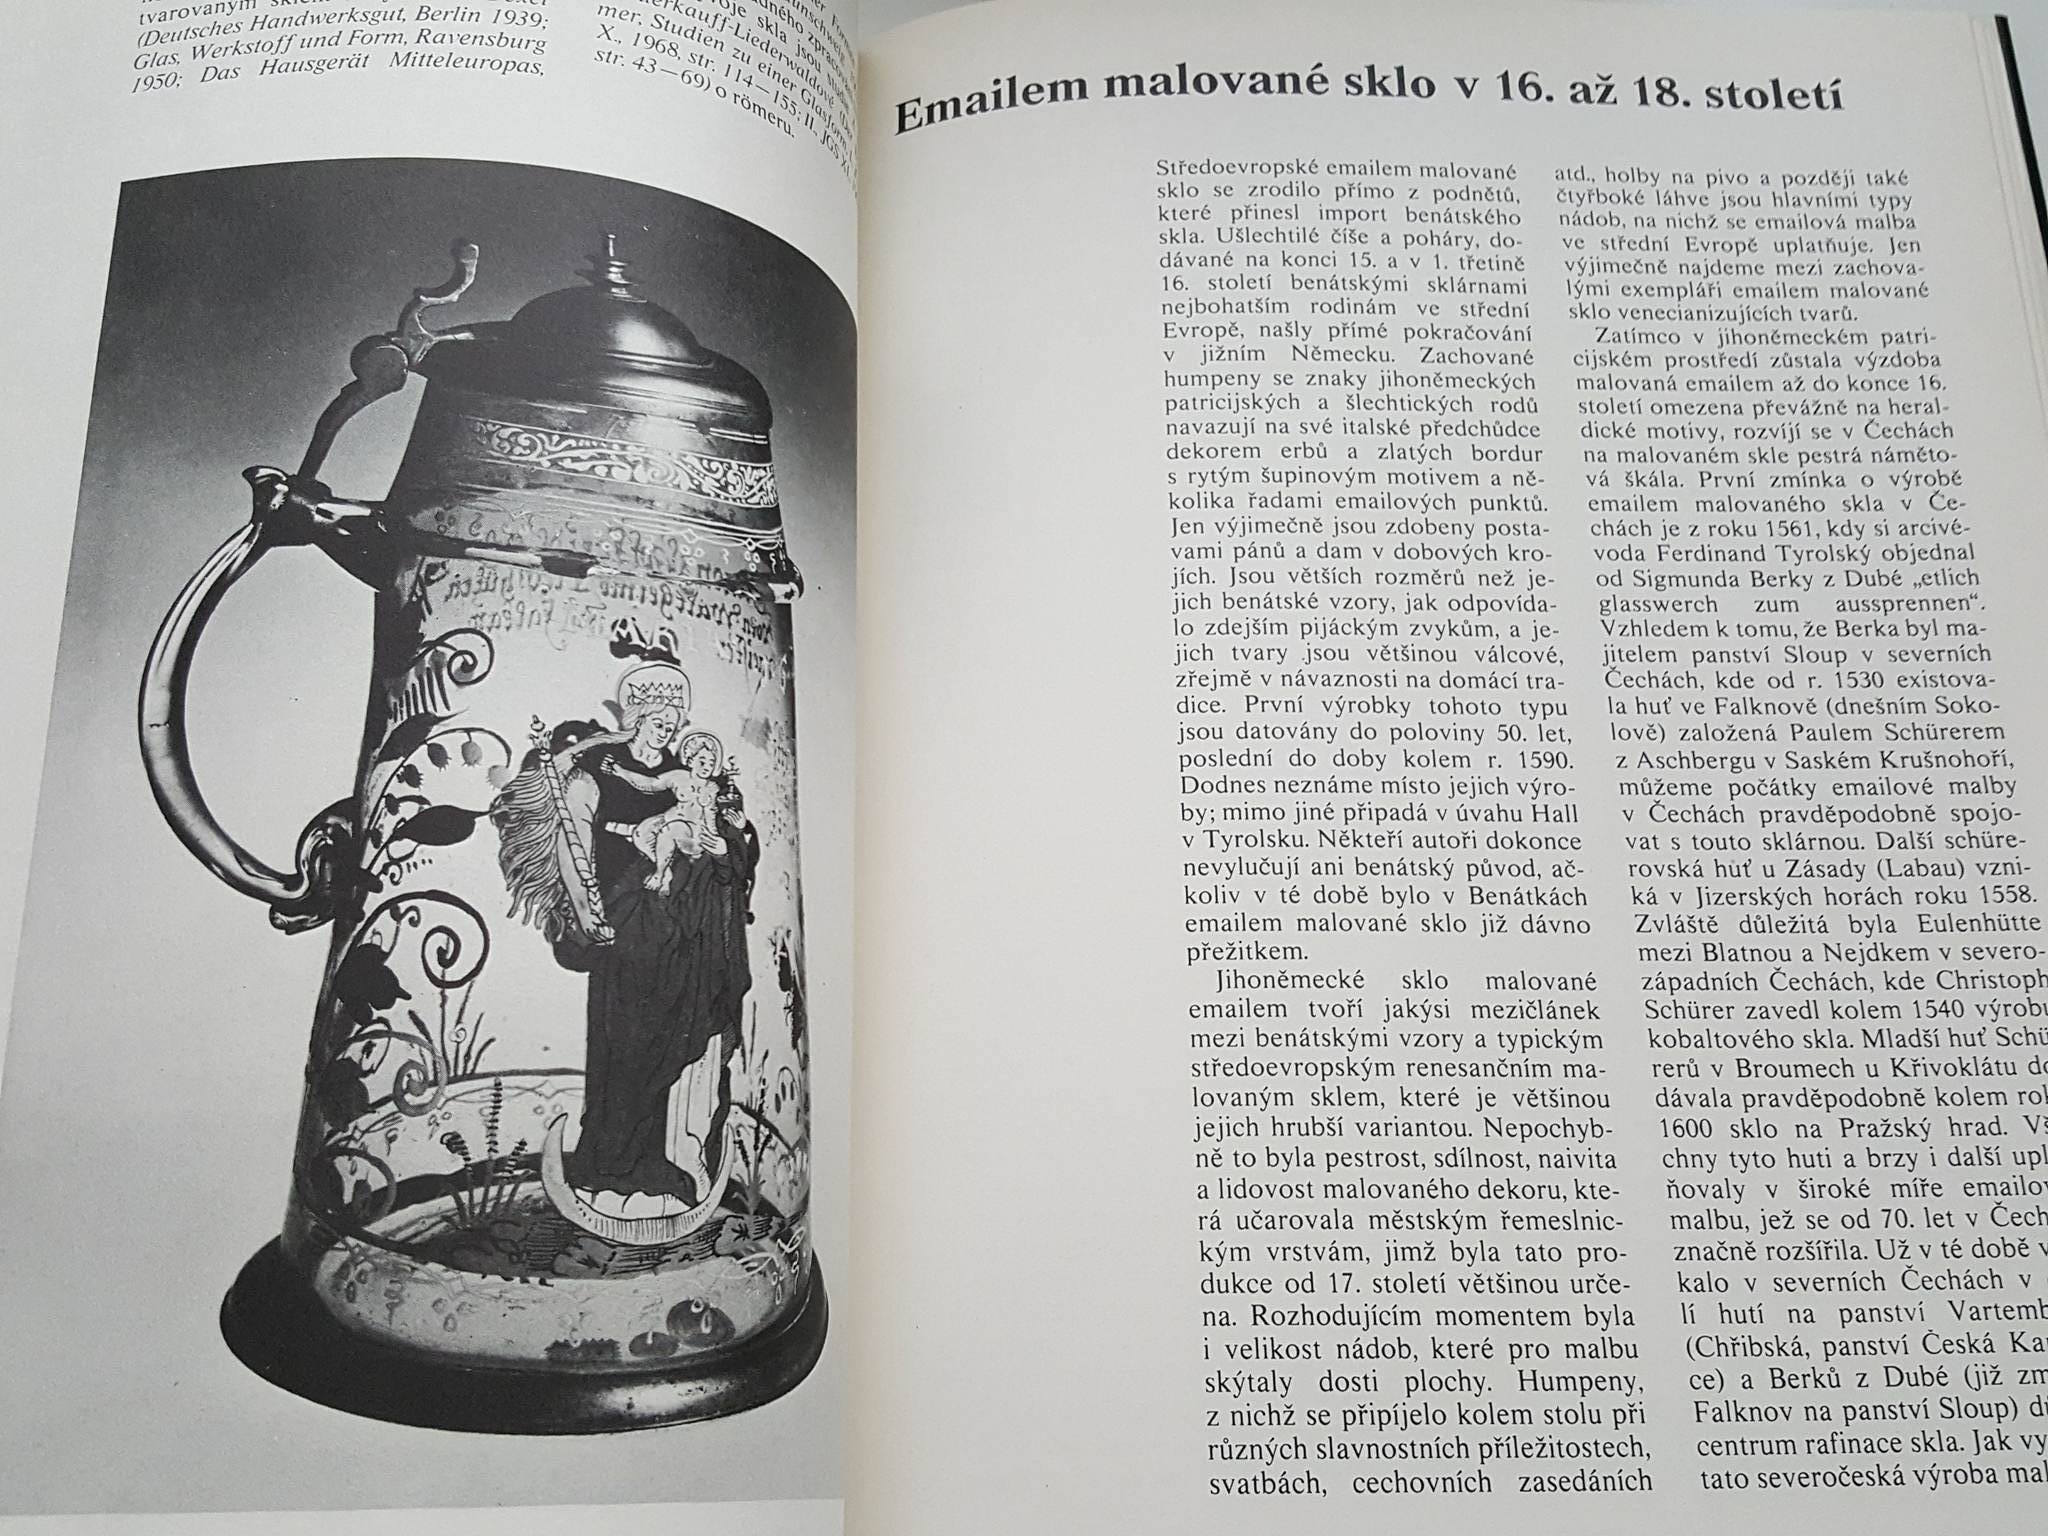 tvarovaným
(Deutsches Handwerksgut, Berlin 1939;
Glas, Werkstoff und Form, Ravensburg
1950; Das Hausgerät Mitteleuropas,
skla jsou
mer, Studien zu einer Glasform,
X., 1968, str. 114—155; II., JGS XI.,
str. 43—69) o römeru.
Emailem malované sklo v 16. až 18. století
Středoevropské emailem malované
sklo se zrodilo přímo z podnětů,
které přinesl import benátského
skla. Ušlechtilé číše a poháry, do-
dávané na konci 15. a v 1. třetině
16. století benátskými sklárnami
nejbohatším rodinám ve střední
Evropě, našly přímé pokračování
v jižním Německu. Zachované
humpeny se znaky jihoněmeckých
patricijských a šlechtických rodů
navazují na své italské předchůdce
dekorem erbů a zlatých bordur
s rytým šupinovým motivem a ně-
kolika řadami emailových punktů.
Jen výjimečně jsou zdobeny posta-
vami pánů a dam v dobových kro-
jích. Jsou větších rozměrů než je-
jich benátské vzory, jak odpovída-
lo zdejším pijáckým zvykům, a je-
jich tvary jsou většinou válcové,
zřejmě v návaznosti na domácí tra-
dice. První výrobky tohoto typu
jsou datovány do poloviny 50. let,
poslední do doby kolem r. 1590.
Dodnes neznáme místo jejich výro-
by; mimo jiné připadá v úvahu Hall
v Tyrolsku. Někteří autoři dokonce
nevylučují ani benátský původ, ač-
koliv v té době bylo v Benátkách
emailem malované sklo již dávno
přežitkem.
Jihoněmecké sklo malované
emailem tvoří jakýsi mezičlánek
mezi benátskými vzory a typickým
středoevropským renesančním ma-
lovaným sklem, které je většinou
jejich hrubší variantou. Nepochyb-
ně to byla pestrost, sdílnost, naivita
a lidovost malovaného dekoru, kte-
rá učarovala městským řemeslnic-
kým vrstvám, jimž byla tato pro-
dukce od 17. století většinou urče-
na. Rozhodujícím momentem byla
i velikost nádob, které pro malbu
skýtaly dosti plochy. Humpeny,
z nichž se připíjelo kolem stolu při
různých slavnostních příležitostech,
svatbách, cechovních zasedáních
atd., holby na pivo a později také
čtyřboké láhve jsou hlavními typy
nádob, na nichž se emailová malba
ve střední Evropě uplatňuje. Jen
výjimečně najdeme mezi zachova-
lými exempláři emailem malované
sklo venecianizujících tvarů.
Zatímco v jihoněmeckém patri-
cijském prostředí zůstala výzdoba
malovaná emailem až do konce 16.
století omezena převážně na heral-
dické motivy, rozvíjí se v Čechách
na malovaném skle pestrá námětо-
vá škála. První zmínka o výrobě
emailem malovaného skla v Če-
chách je z roku 1561, kdy si arcivé-
voda Ferdinand Tyrolský objednal
od Sigmunda Berky z Dubé „etlich
glasswerch zum aussprennen“.
Vzhledem k tomu, že Berka byl ma-
jitelem panství Sloup v severních
Čechách, kde od r. 1530 existova-
la huť ve Falknově (dnešním Soko-
lově) založená Paulem Schürerem
z Aschbergu v Saském Krušnohoří,
můžeme počátky emailové malby
v Čechách pravděpodobně spojo-
vat s touto sklárnou. Další schüre-
rovská huť u Zásady (Labau) vzni-
ká v Jizerských horách roku 1558.
Zvláště důležitá byla Eulenhütte
mezi Blatnou a Nejdkem v severo-
západních Čechách, kde Christoph
Schürer zavedl kolem 1540 výrobu
kobaltového skla. Mladší huť Schü
rerů v Broumech u Křivoklátu do
dávala pravděpodobně kolem rok
1600 sklo na Pražský hrad. Vš
chny tyto huti a brzy i další upl
ňovaly v široké míře emailov
malbu, jež se od 70. let v Čech
značně rozšířila. Už v té době v
kalo v severních Čechách v
lí hutí na panství Vartemb
(Chřibská, panství Česká Ka
ce) a Berků z Dubé (již zm
Falknov na panství Sloup) dů
centrum rafinace skla. Jak vy
tato severočeská výroba mal